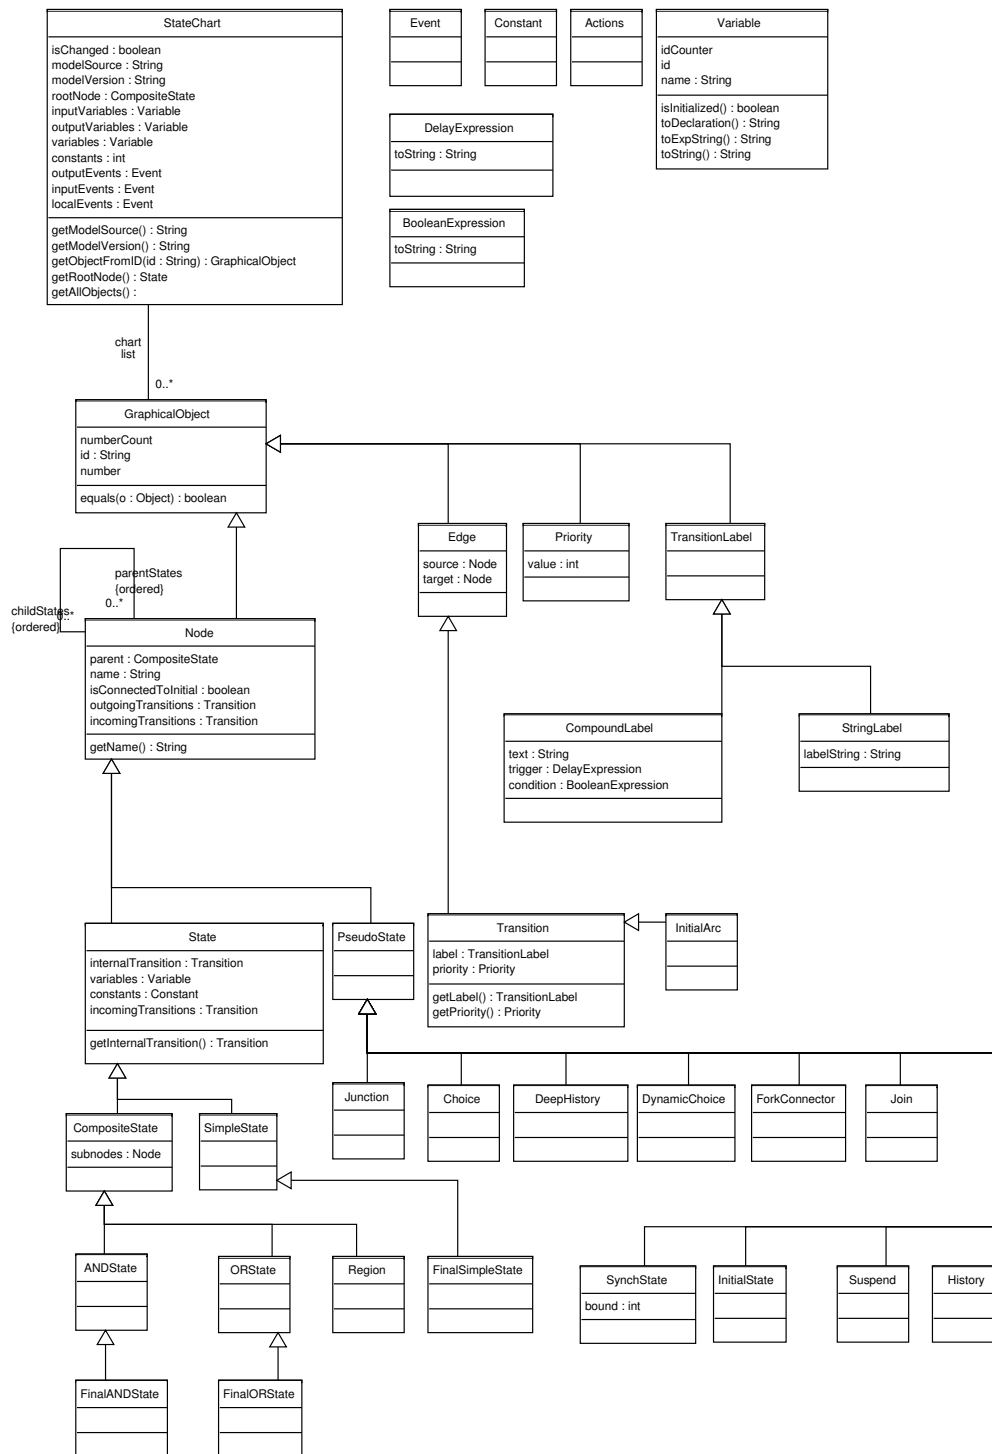 StateChart
isChanged : boolean
modelSource : String
modelVersion : String
rootNode : CompositeState
inputVariables : Variable
outputVariables : Variable
variables : Variable
constants : int
outputEvents : Event
inputEvents : Event
localEvents : Event
getModelSource() : String
getModelVersion() : String
getObjectFromID(id : String) : GraphicalObject
getRootNode() : State
getAllObjects() :
Event
Constant
Actions
Variable
idCounter
id
name : String
isInitialized() : boolean
toDeclaration() : String
toExpString() : String
toString() : String
DelayExpression
toString : String
BooleanExpression
toString : String
chart
list
0..*
GraphicalObject
numberCount
id : String
number
equals(o : Object) : boolean
Edge
source : Node
target : Node
Priority
value : int
TransitionLabel
parentStates
{ordered}
0..*
childStates
0..*
{ordered}
Node
parent : CompositeState
name : String
isConnectedToInitial : boolean
outgoingTransitions : Transition
incomingTransitions : Transition
getName() : String
CompoundLabel
text : String
trigger : DelayExpression
condition : BooleanExpression
StringLabel
labelString : String
State
internalTransition : Transition
variables : Variable
constants : Constant
incomingTransitions : Transition
getInternalTransition() : Transition
PseudoState
Transition
label : TransitionLabel
priority : Priority
getLabel() : TransitionLabel
getPriority() : Priority
InitialArc
Junction
Choice
DeepHistory
DynamicChoice
ForkConnector
Join
CompositeState
subnodes : Node
SimpleState
ANDState
ORState
Region
FinalSimpleState
SynchState
bound : int
InitialState
Suspend
History
FinalANDState
FinalORState